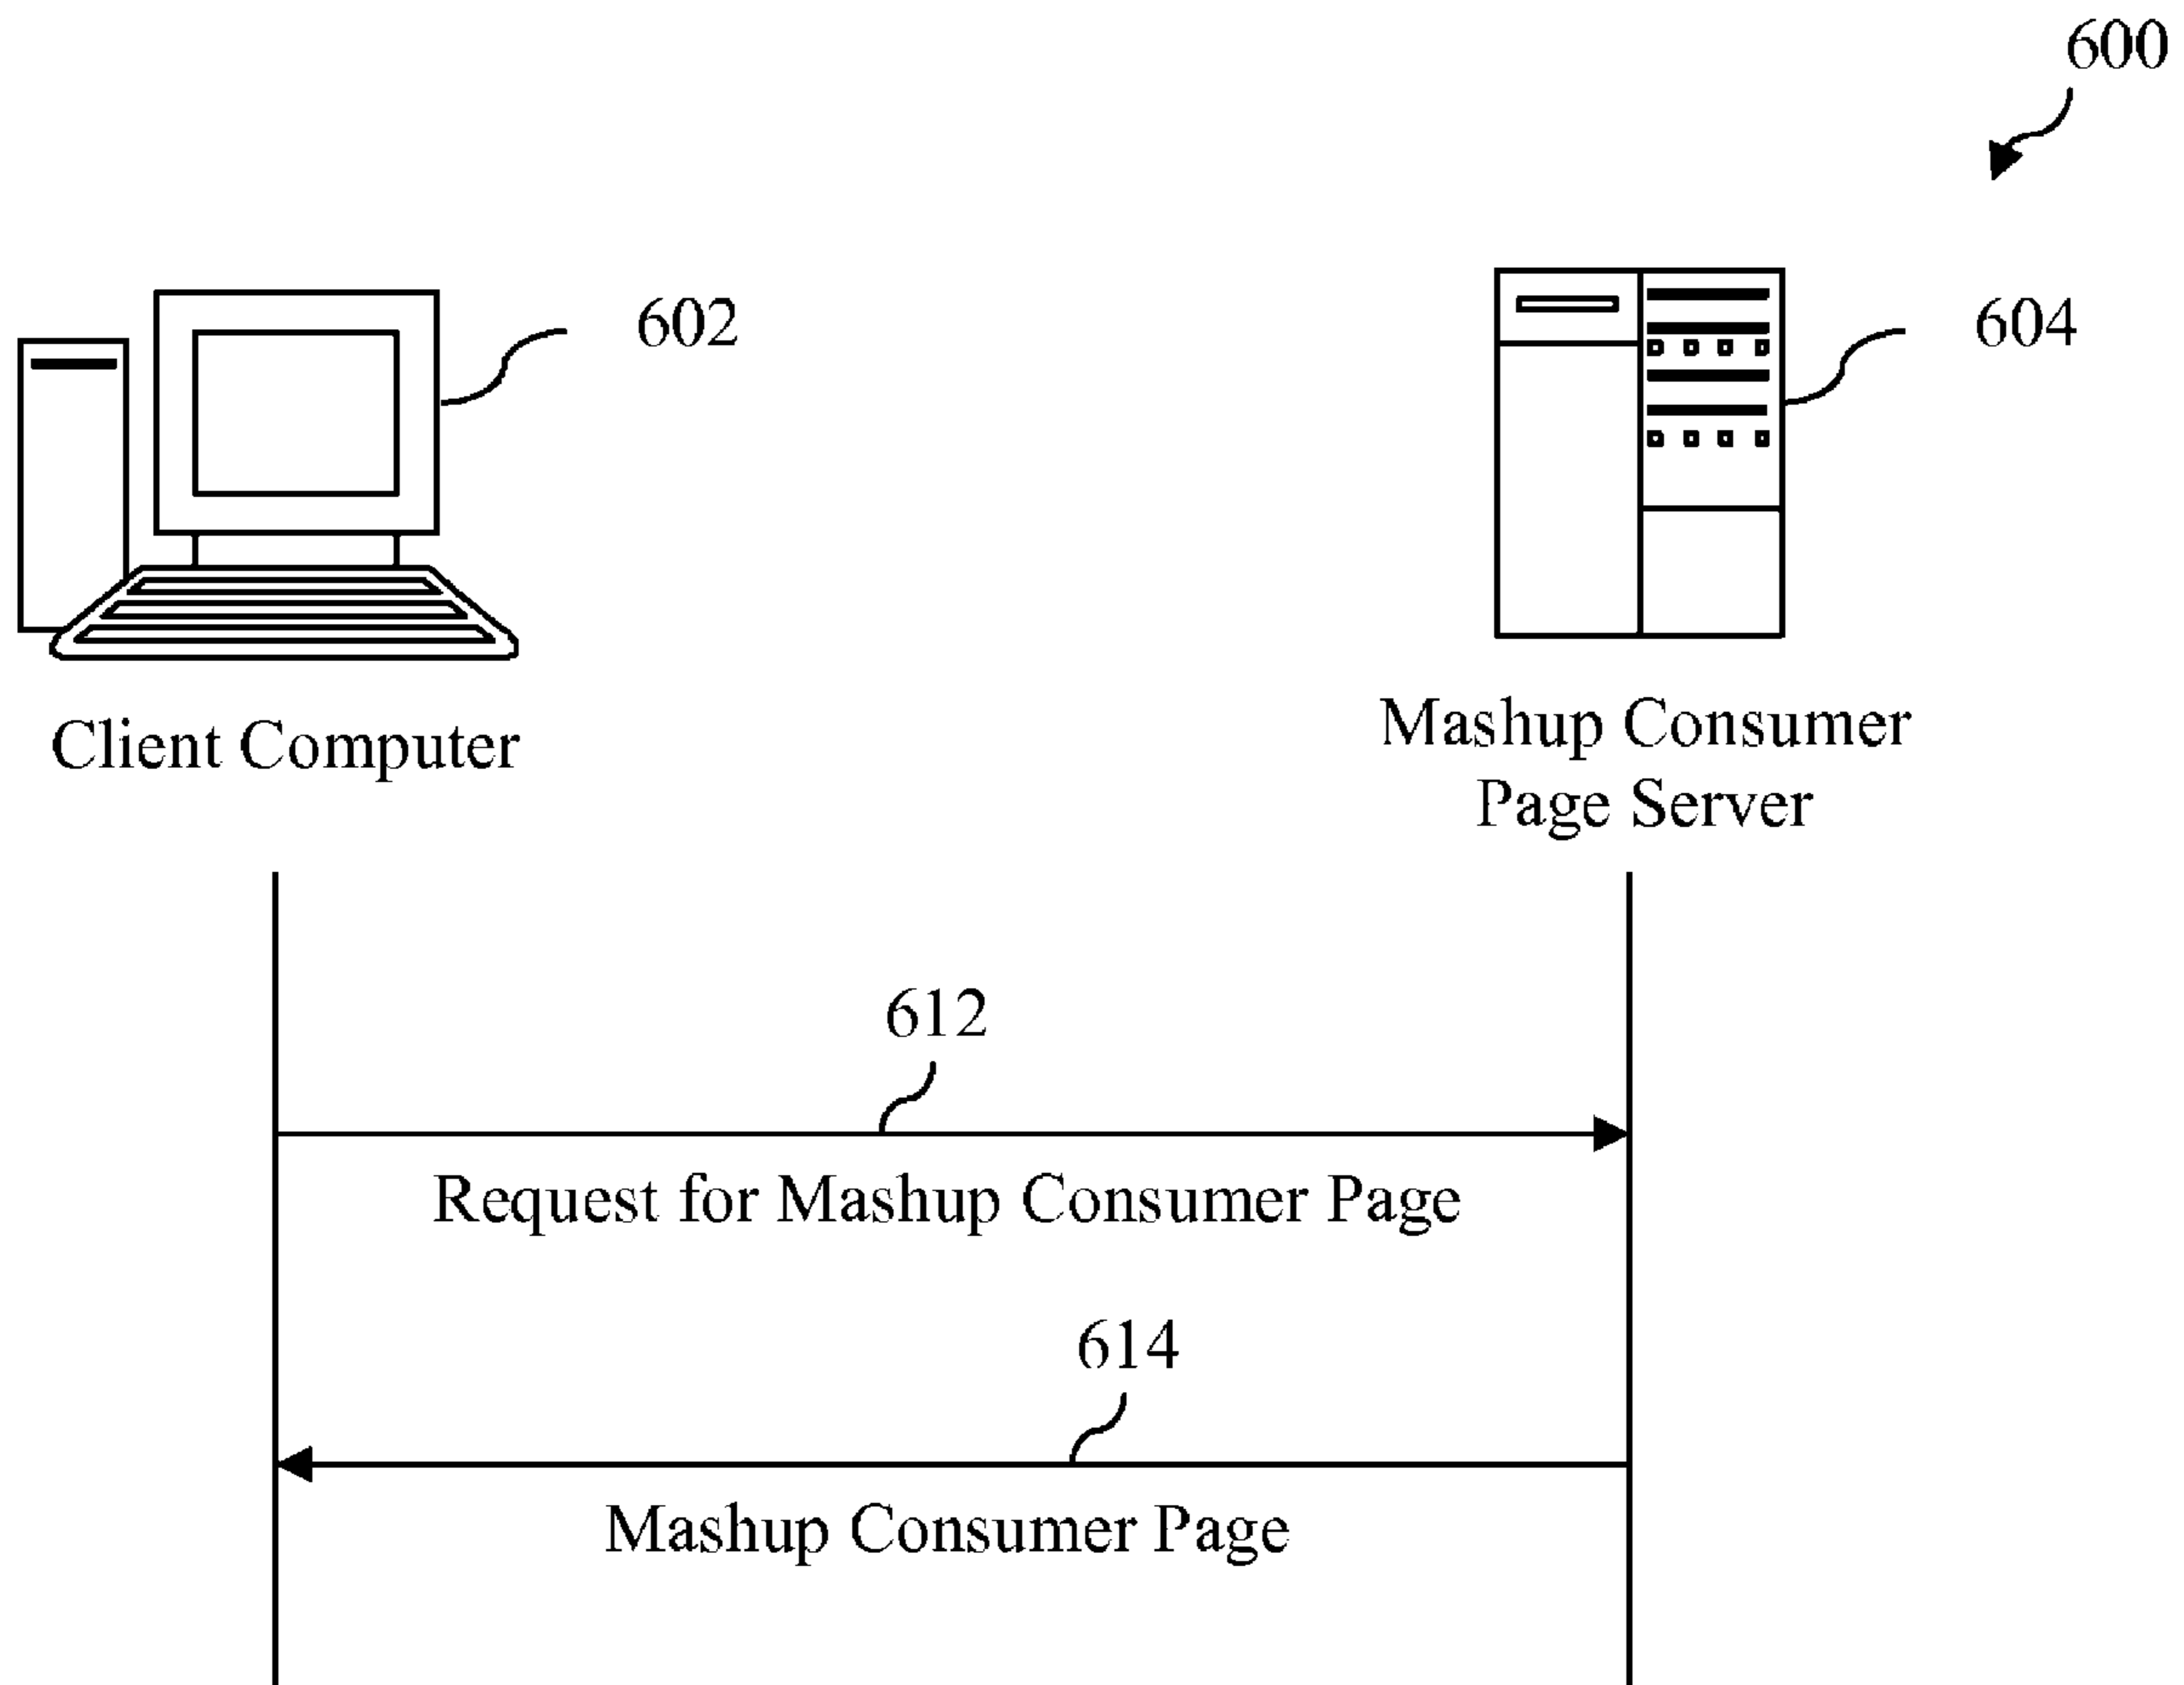 600
602
604
Client Computer
Mashup Consumer
Page Server
612
Request for Mashup Consumer Page
614
Mashup Consumer Page